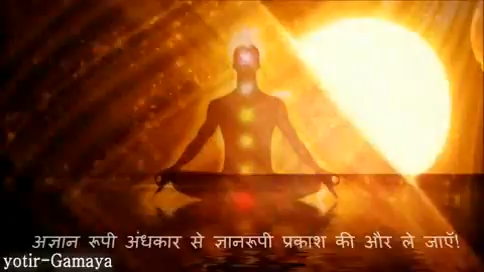 अज्ञान रूपी अंधकार से ज्ञानरूपी प्रकाश की और ले जाएँ!
yotir-Gamaya